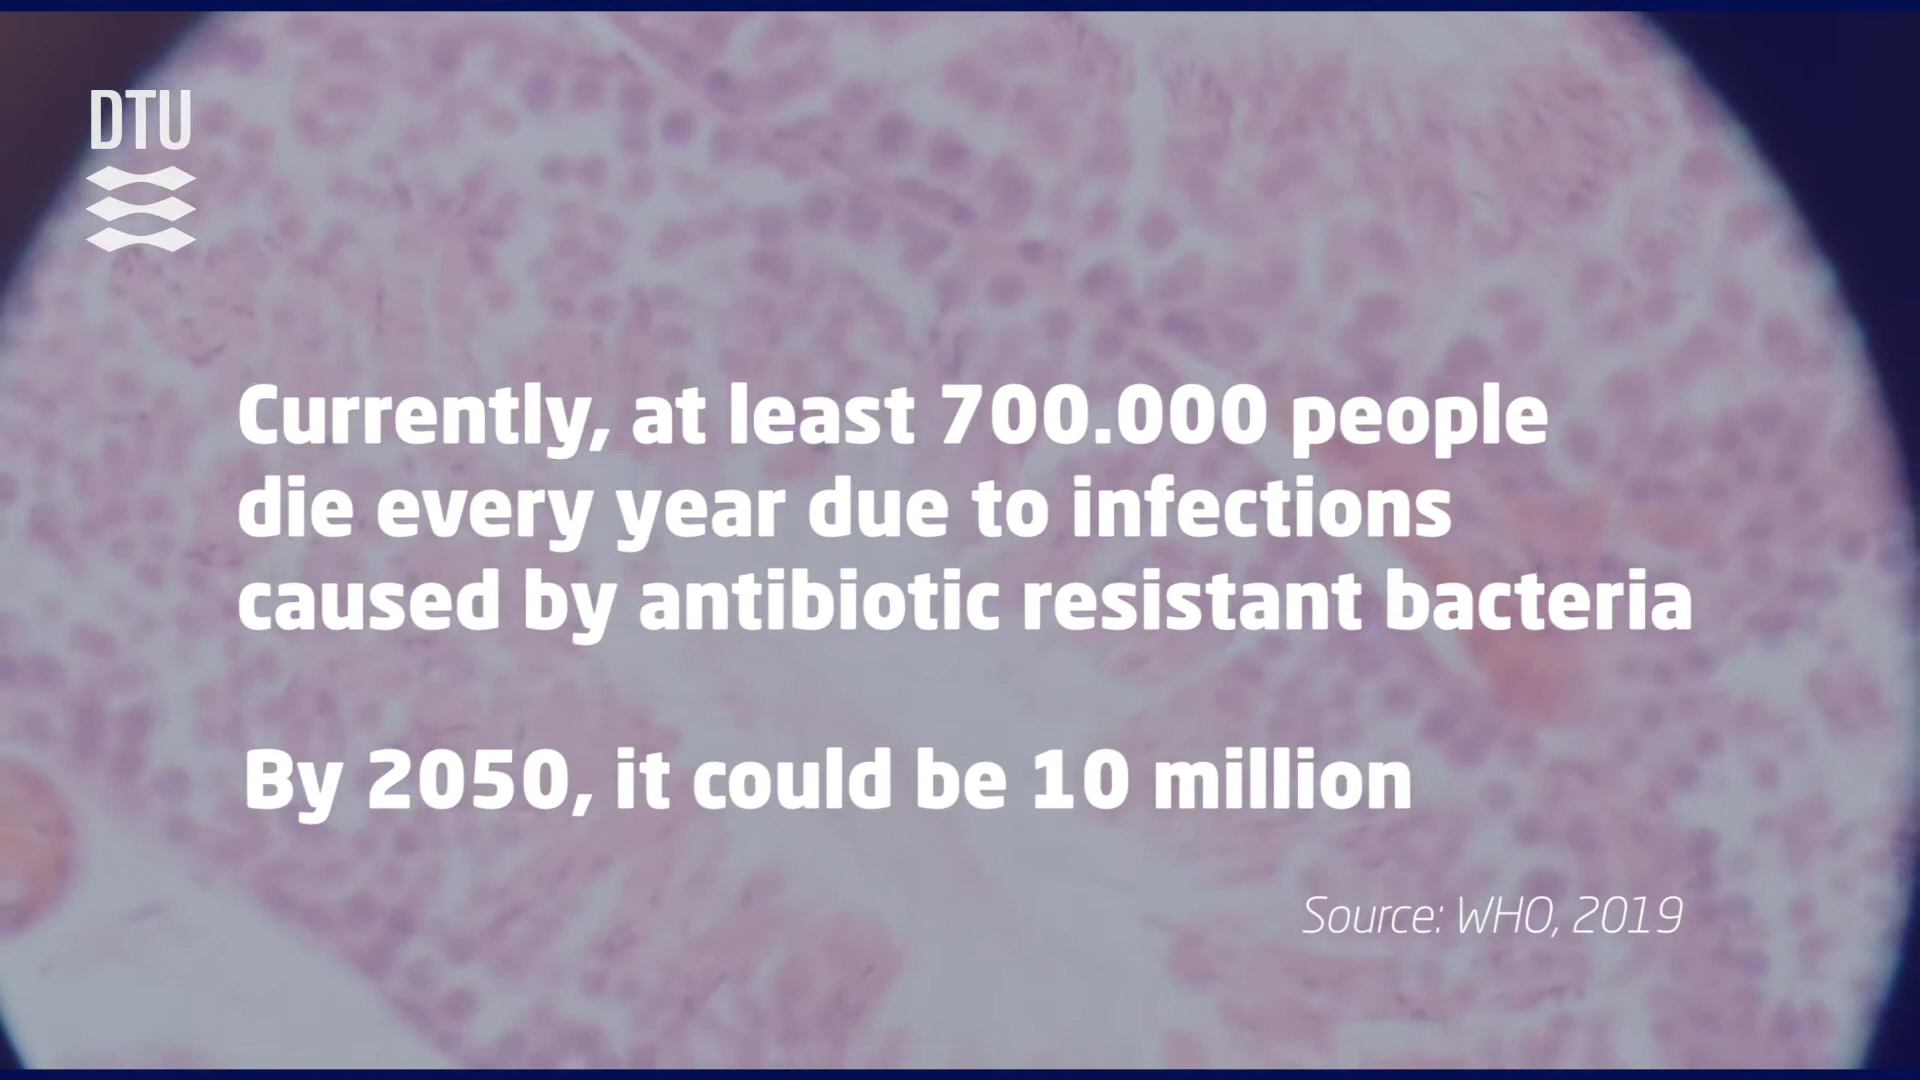 DTU
Currently, at least 700.000 people
die every year due to infections
caused by antibiotic resistant bacteria
By 2050, it could be 10 million
Source: WHO, 2019